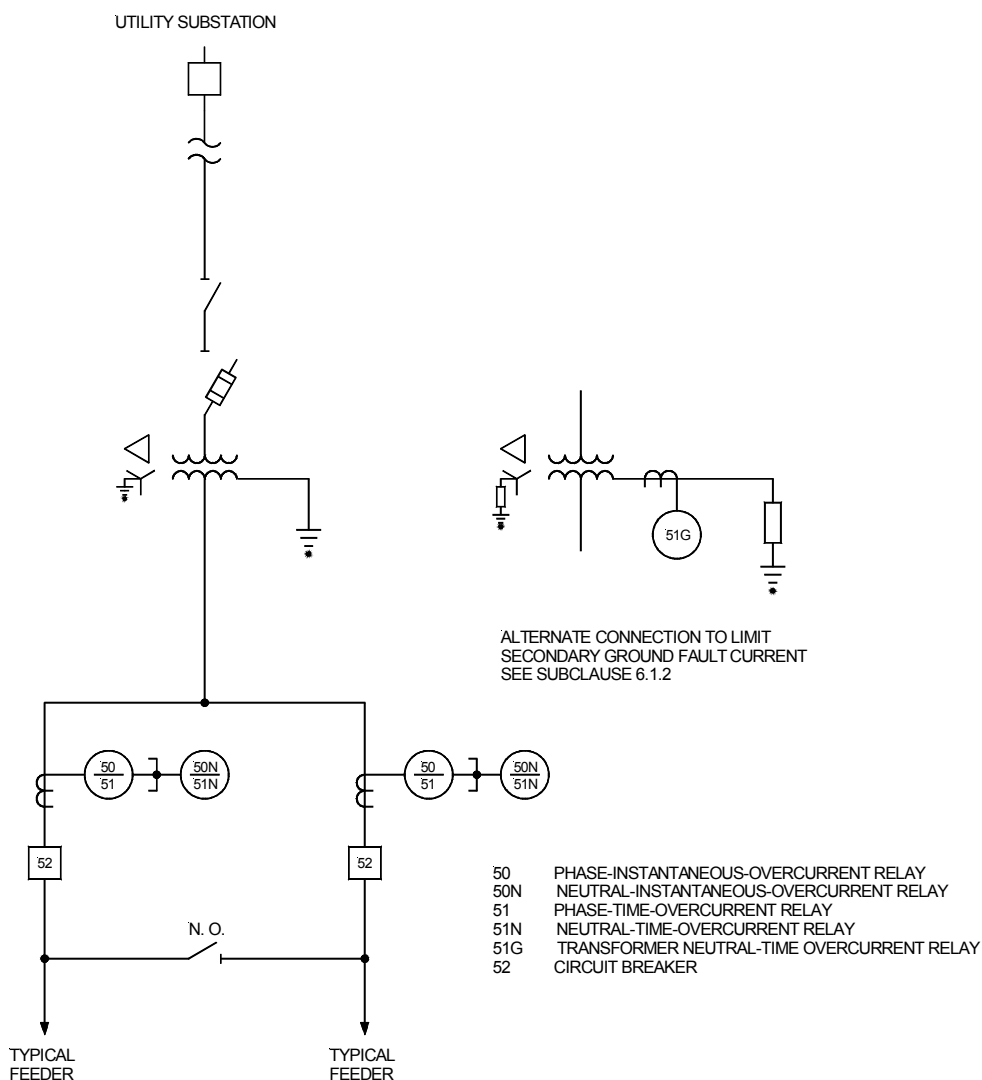 UTILITY SUBSTATION
51G
ALTERNATE CONNECTION TO LIMIT
SECONDARY GROUND FAULT CURRENT
SEE SUBCLAUSE 6.1.2
50
51
50N
51N
50
51
50N
51N
52
52
50 PHASE-INSTANTANEOUS-OVERCURRENT RELAY
50N NEUTRAL-INSTANTANEOUS-OVERCURRENT RELAY
51 PHASE-TIME-OVERCURRENT RELAY
51N NEUTRAL-TIME-OVERCURRENT RELAY
51G TRANSFORMER NEUTRAL-TIME OVERCURRENT RELAY
52 CIRCUIT BREAKER
N. O.
TYPICAL
FEEDER
TYPICAL
FEEDER